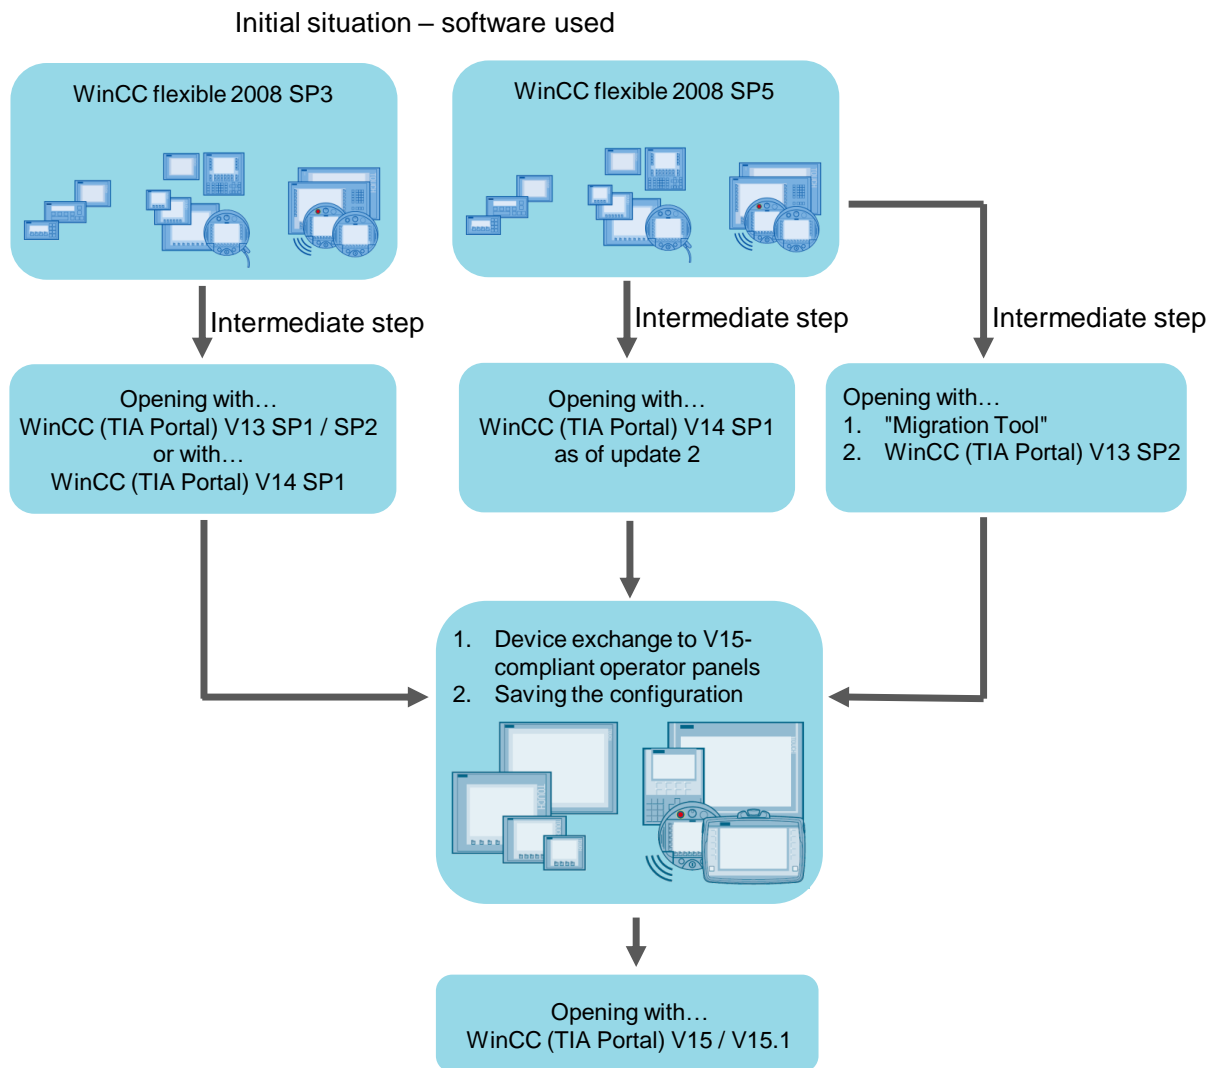 Initial situation – software used
WinCC flexible 2008 SP3
WinCC flexible 2008 SP5
Intermediate step
Intermediate step
Intermediate step
Opening with…
WinCC (TIA Portal) V13 SP1 / SP2
or with…
WinCC (TIA Portal) V14 SP1
Opening with…
WinCC (TIA Portal) V14 SP1
as of update 2
Opening with…
1. "Migration Tool"
2. WinCC (TIA Portal) V13 SP2
1. Device exchange to V15-
compliant operator panels
2. Saving the configuration
Opening with…
WinCC (TIA Portal) V15 / V15.1